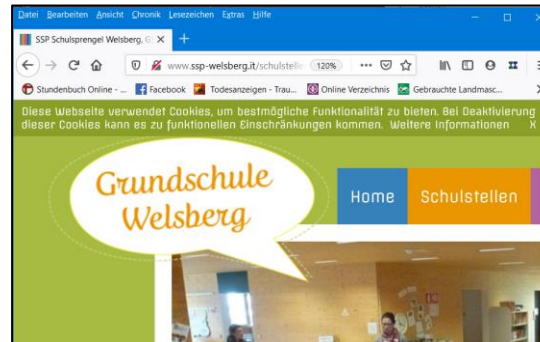 Datei Bearbeiten Ansicht Chronik Lesezeichen Extras Hilfe
SSP Schulsprengel Welsberg, G
www.ssp-welsberg.it/schulstelle 120%
Stundenbuch Online - ... Facebook Todesanzeigen - Trau... Online Verzeichnis Gebrauchte Landmasc...
Diese Webseite verwendet Cookies, um bestmögliche Funktionalität zu bieten. Bei Deaktivierung
dieser Cookies kann es zu funktionellen Einschränkungen kommen. Weitere Informationen X
Grundschule
Welsberg
Home Schulstellen